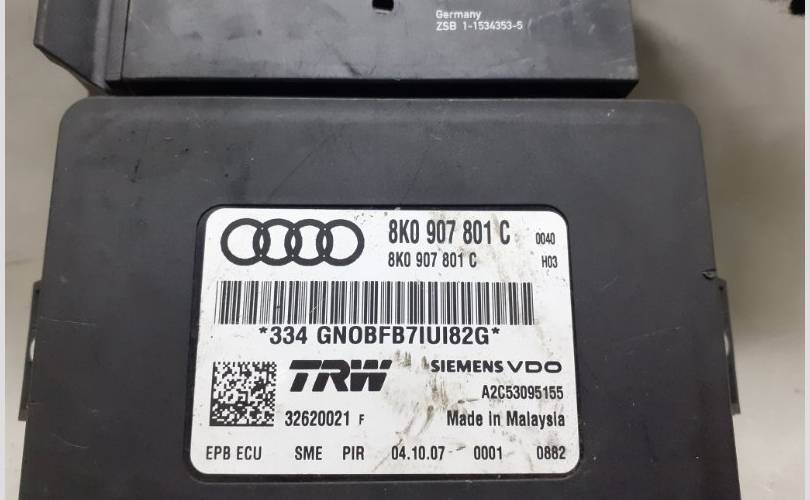 Germany
ZSB 1-1534353-5
8K0 907 801 C 0040
8K0 907 801 C H03
*334 GNOBFB7IUI82G*
TRW SIEMENS VDO
A2C53095155
32620021 F Made in Malaysia
EPB ECU SME PIR 04.10.07 0001 0882